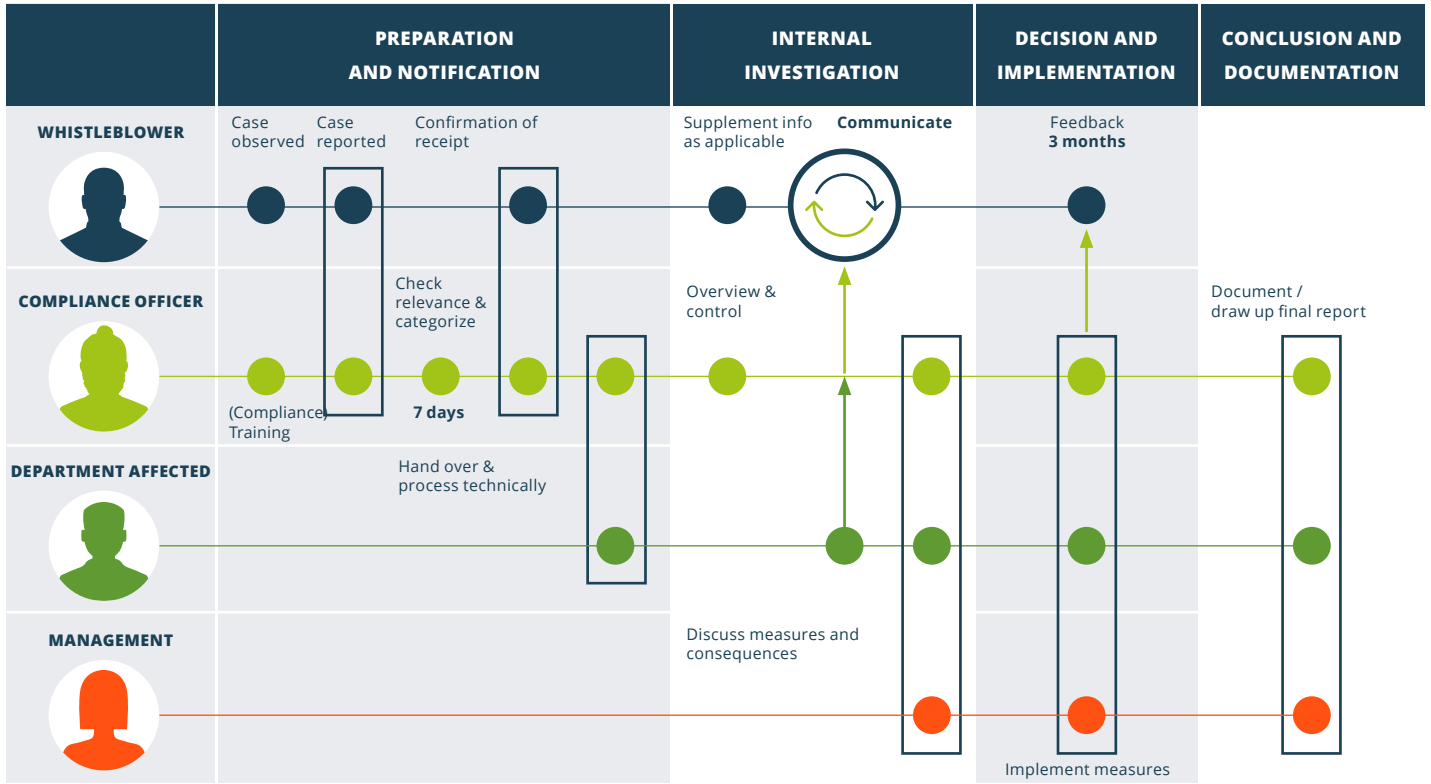 PREPARATION
AND NOTIFICATION
INTERNAL
INVESTIGATION
DECISION AND
IMPLEMENTATION
CONCLUSION AND
DOCUMENTATION
WHISTLEBLOWER
Case
observed
Case
reported
Confirmation of
receipt
Supplement info
as applicable
Communicate
Feedback
3 months
COMPLIANCE OFFICER
Check
relevance &
categorize
Overview &
control
Document /
draw up final report
(Compliance)
Training
7 days
DEPARTMENT AFFECTED
Hand over &
process technically
MANAGEMENT
Discuss measures and
consequences
Implement measures